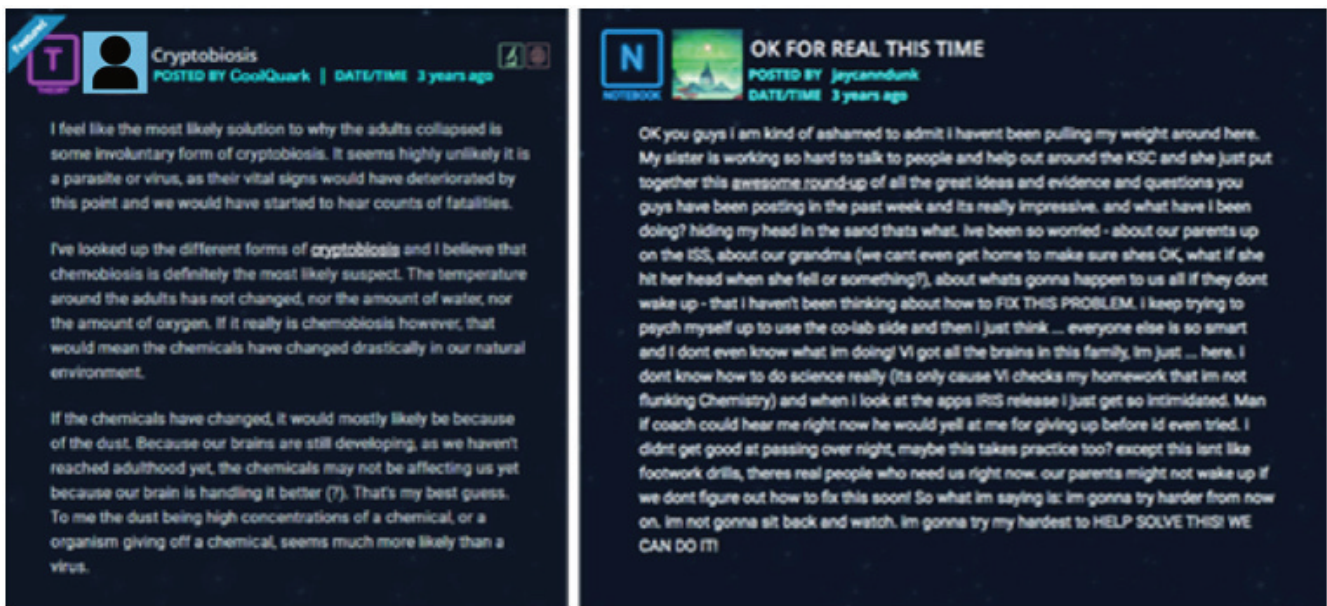 Featured
T
THEORY
Cryptobiosis
POSTED BY CoolQuark | DATE/TIME 3 years ago
I feel like the most likely solution to why the adults collapsed is
some involuntary form of cryptobiosis. It seems highly unlikely it is
a parasite or virus, as their vital signs would have deteriorated by
this point and we would have started to hear counts of fatalities.
I've looked up the different forms of cryptobiosis and I believe that
chemobiosis is definitely the most likely suspect. The temperature
around the adults has not changed, nor the amount of water, nor
the amount of oxygen. If it really is chemobiosis however, that
would mean the chemicals have changed drastically in our natural
environment.
If the chemicals have changed, it would mostly likely be because
of the dust. Because our brains are still developing, as we haven't
reached adulthood yet, the chemicals may not be affecting us yet
because our brain is handling it better (?). That's my best guess.
To me the dust being high concentrations of a chemical, or a
organism giving off a chemical, seems much more likely than a
virus.
N
NOTEBOOK
OK FOR REAL THIS TIME
POSTED BY jaycanndunk
DATE/TIME 3 years ago
OK you guys i am kind of ashamed to admit i havent been pulling my weight around here.
My sister is working so hard to talk to people and help out around the KSC and she just put
together this awesome round-up of all the great ideas and evidence and questions you
guys have been posting in the past week and its really impressive. and what have i been
doing? hiding my head in the sand thats what. ive been so worried - about our parents up
on the ISS, about our grandma (we cant even get home to make sure shes OK, what if she
hit her head when she fell or something?), about whats gonna happen to us all if they dont
wake up - that i haven't been thinking about how to FIX THIS PROBLEM. i keep trying to
psych myself up to use the co-lab side and then i just think ... everyone else is so smart
and i dont even know what im doing! Vi got all the brains in this family, im just ... here. i
dont know how to do science really (its only cause Vi checks my homework that im not
flunking Chemistry) and when i look at the apps IRIS release i just get so intimidated. Man
if coach could hear me right now he would yell at me for giving up before id even tried. i
didnt get good at passing over night, maybe this takes practice too? except this isnt like
footwork drills, theres real people who need us right now. our parents might not wake up if
we dont figure out how to fix this soon! So what im saying is: im gonna try harder from now
on. im not gonna sit back and watch. im gonna try my hardest to HELP SOLVE THIS! WE
CAN DO IT!